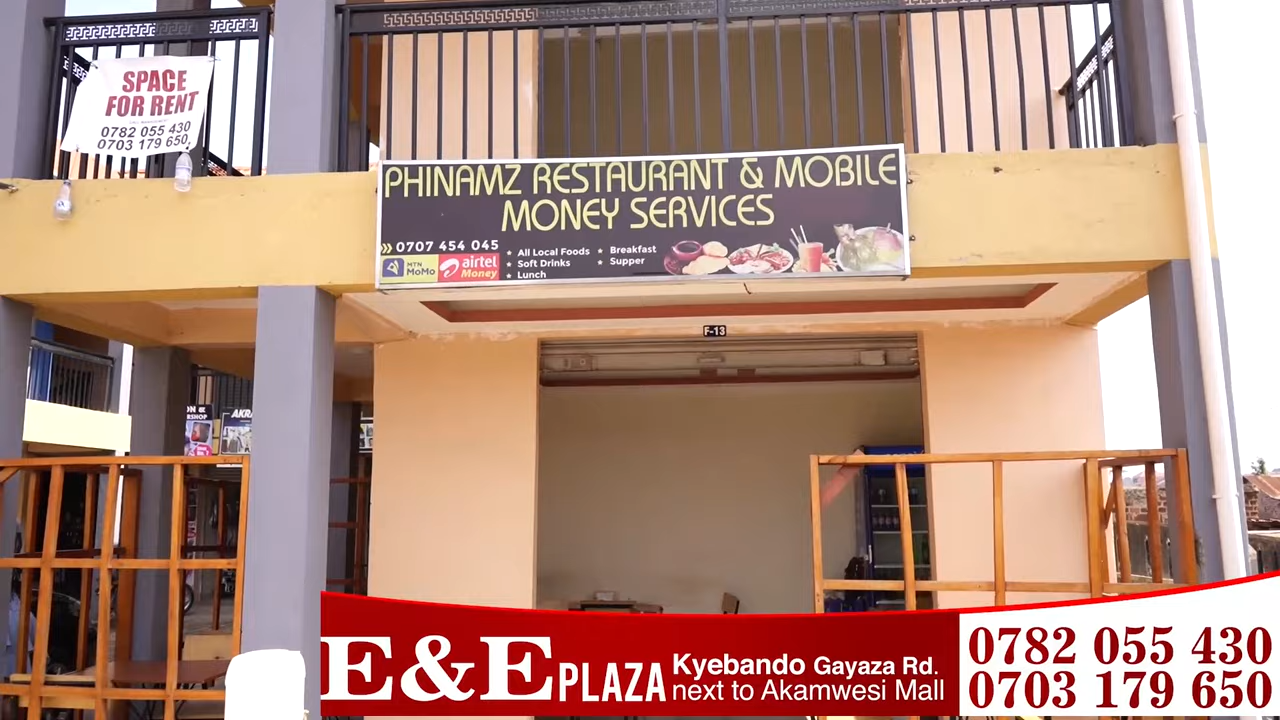 SPACE
FOR RENT
0782 055 430
0703 179 650
PHINAMZ RESTAURANT & MOBILE
MONEY SERVICES
0707 454 045
MTN
MoMo
airtel
Money
★ All Local Foods
★ Soft Drinks
★ Lunch
★ Breakfast
★ Supper
F-13
E&E PLAZA
Kyebando Gayaza Rd.
next to Akamwesi Mall
0782 055 430
0703 179 650